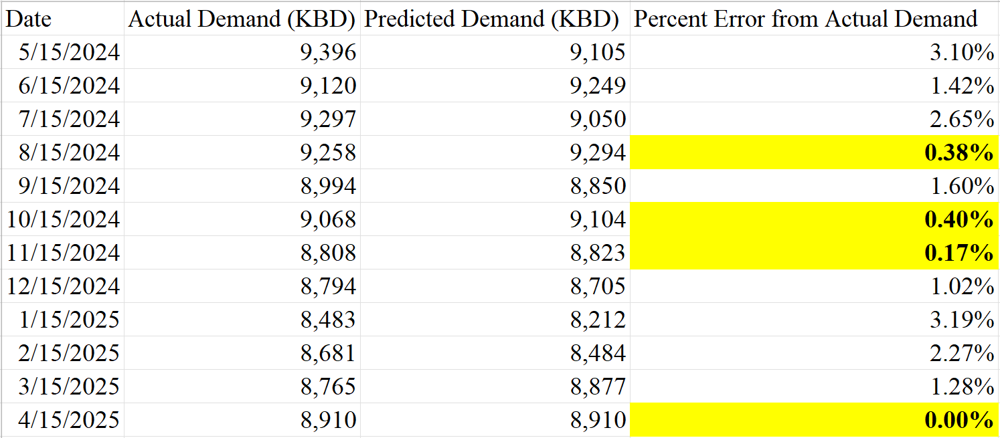 Date Actual Demand (KBD) Predicted Demand (KBD) Percent Error from Actual Demand
5/15/2024 9,396 9,105 3.10%
6/15/2024 9,120 9,249 1.42%
7/15/2024 9,297 9,050 2.65%
8/15/2024 9,258 9,294 0.38%
9/15/2024 8,994 8,850 1.60%
10/15/2024 9,068 9,104 0.40%
11/15/2024 8,808 8,823 0.17%
12/15/2024 8,794 8,705 1.02%
1/15/2025 8,483 8,212 3.19%
2/15/2025 8,681 8,484 2.27%
3/15/2025 8,765 8,877 1.28%
4/15/2025 8,910 8,910 0.00%